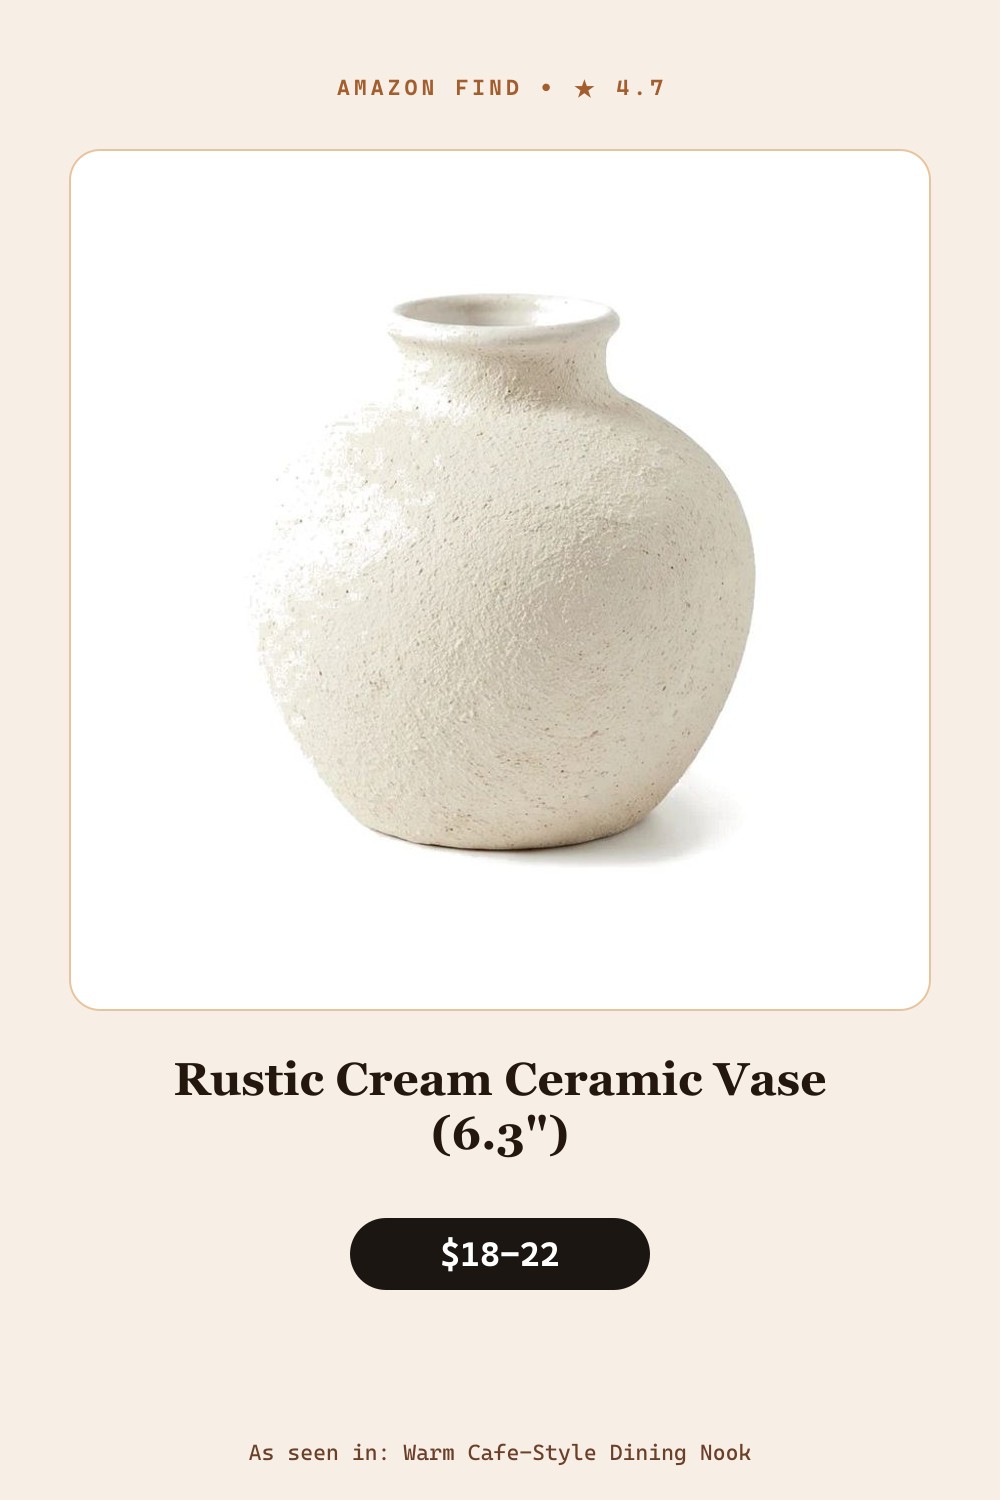 AMAZON FIND • ★ 4.7
Rustic Cream Ceramic Vase
(6.3")
$18–22
As seen in: Warm Cafe-Style Dining Nook